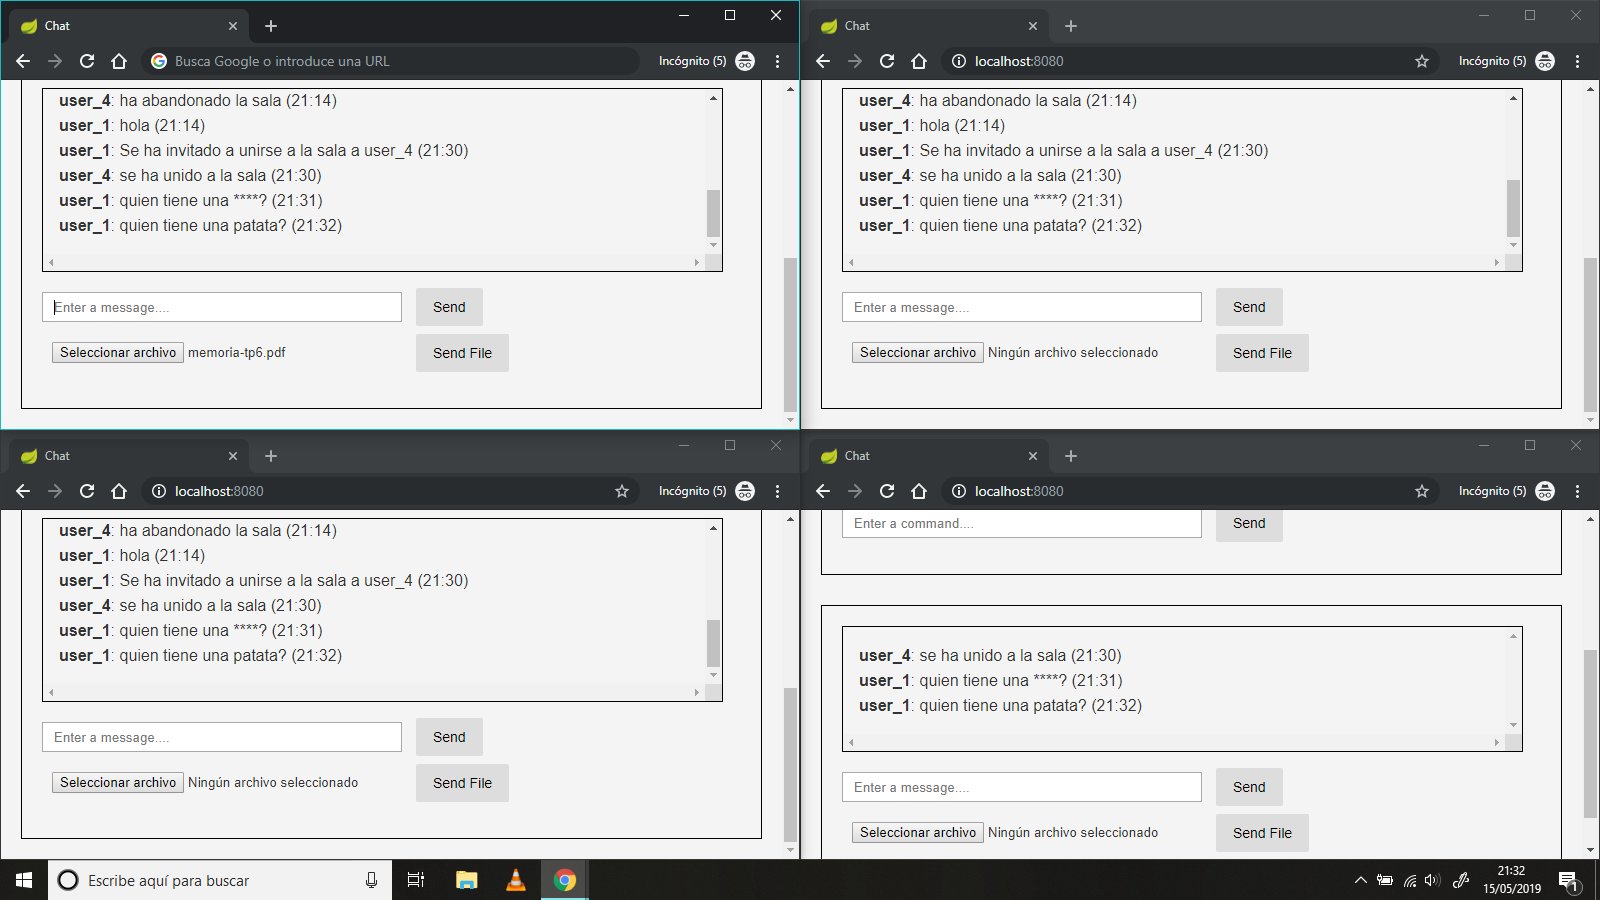 Chat
Busca Google o introduce una URL
Incógnito (5)
user_4: ha abandonado la sala (21:14)
user_1: hola (21:14)
user_1: Se ha invitado a unirse a la sala a user_4 (21:30)
user_4: se ha unido a la sala (21:30)
user_1: quien tiene una ****? (21:31)
user_1: quien tiene una patata? (21:32)
Enter a message....
Send
Seleccionar archivo memoria-tp6.pdf
Send File
Chat
localhost:8080
Incógnito (5)
user_4: ha abandonado la sala (21:14)
user_1: hola (21:14)
user_1: Se ha invitado a unirse a la sala a user_4 (21:30)
user_4: se ha unido a la sala (21:30)
user_1: quien tiene una ****? (21:31)
user_1: quien tiene una patata? (21:32)
Enter a message....
Send
Seleccionar archivo Ningún archivo seleccionado
Send File
Chat
localhost:8080
Incógnito (5)
user_4: ha abandonado la sala (21:14)
user_1: hola (21:14)
user_1: Se ha invitado a unirse a la sala a user_4 (21:30)
user_4: se ha unido a la sala (21:30)
user_1: quien tiene una ****? (21:31)
user_1: quien tiene una patata? (21:32)
Enter a message....
Send
Seleccionar archivo Ningún archivo seleccionado
Send File
Chat
localhost:8080
Incógnito (5)
Enter a command....
Send
user_4: se ha unido a la sala (21:30)
user_1: quien tiene una ****? (21:31)
user_1: quien tiene una patata? (21:32)
Enter a message....
Send
Seleccionar archivo Ningún archivo seleccionado
Send File
Escribe aquí para buscar
21:32
15/05/2019
1